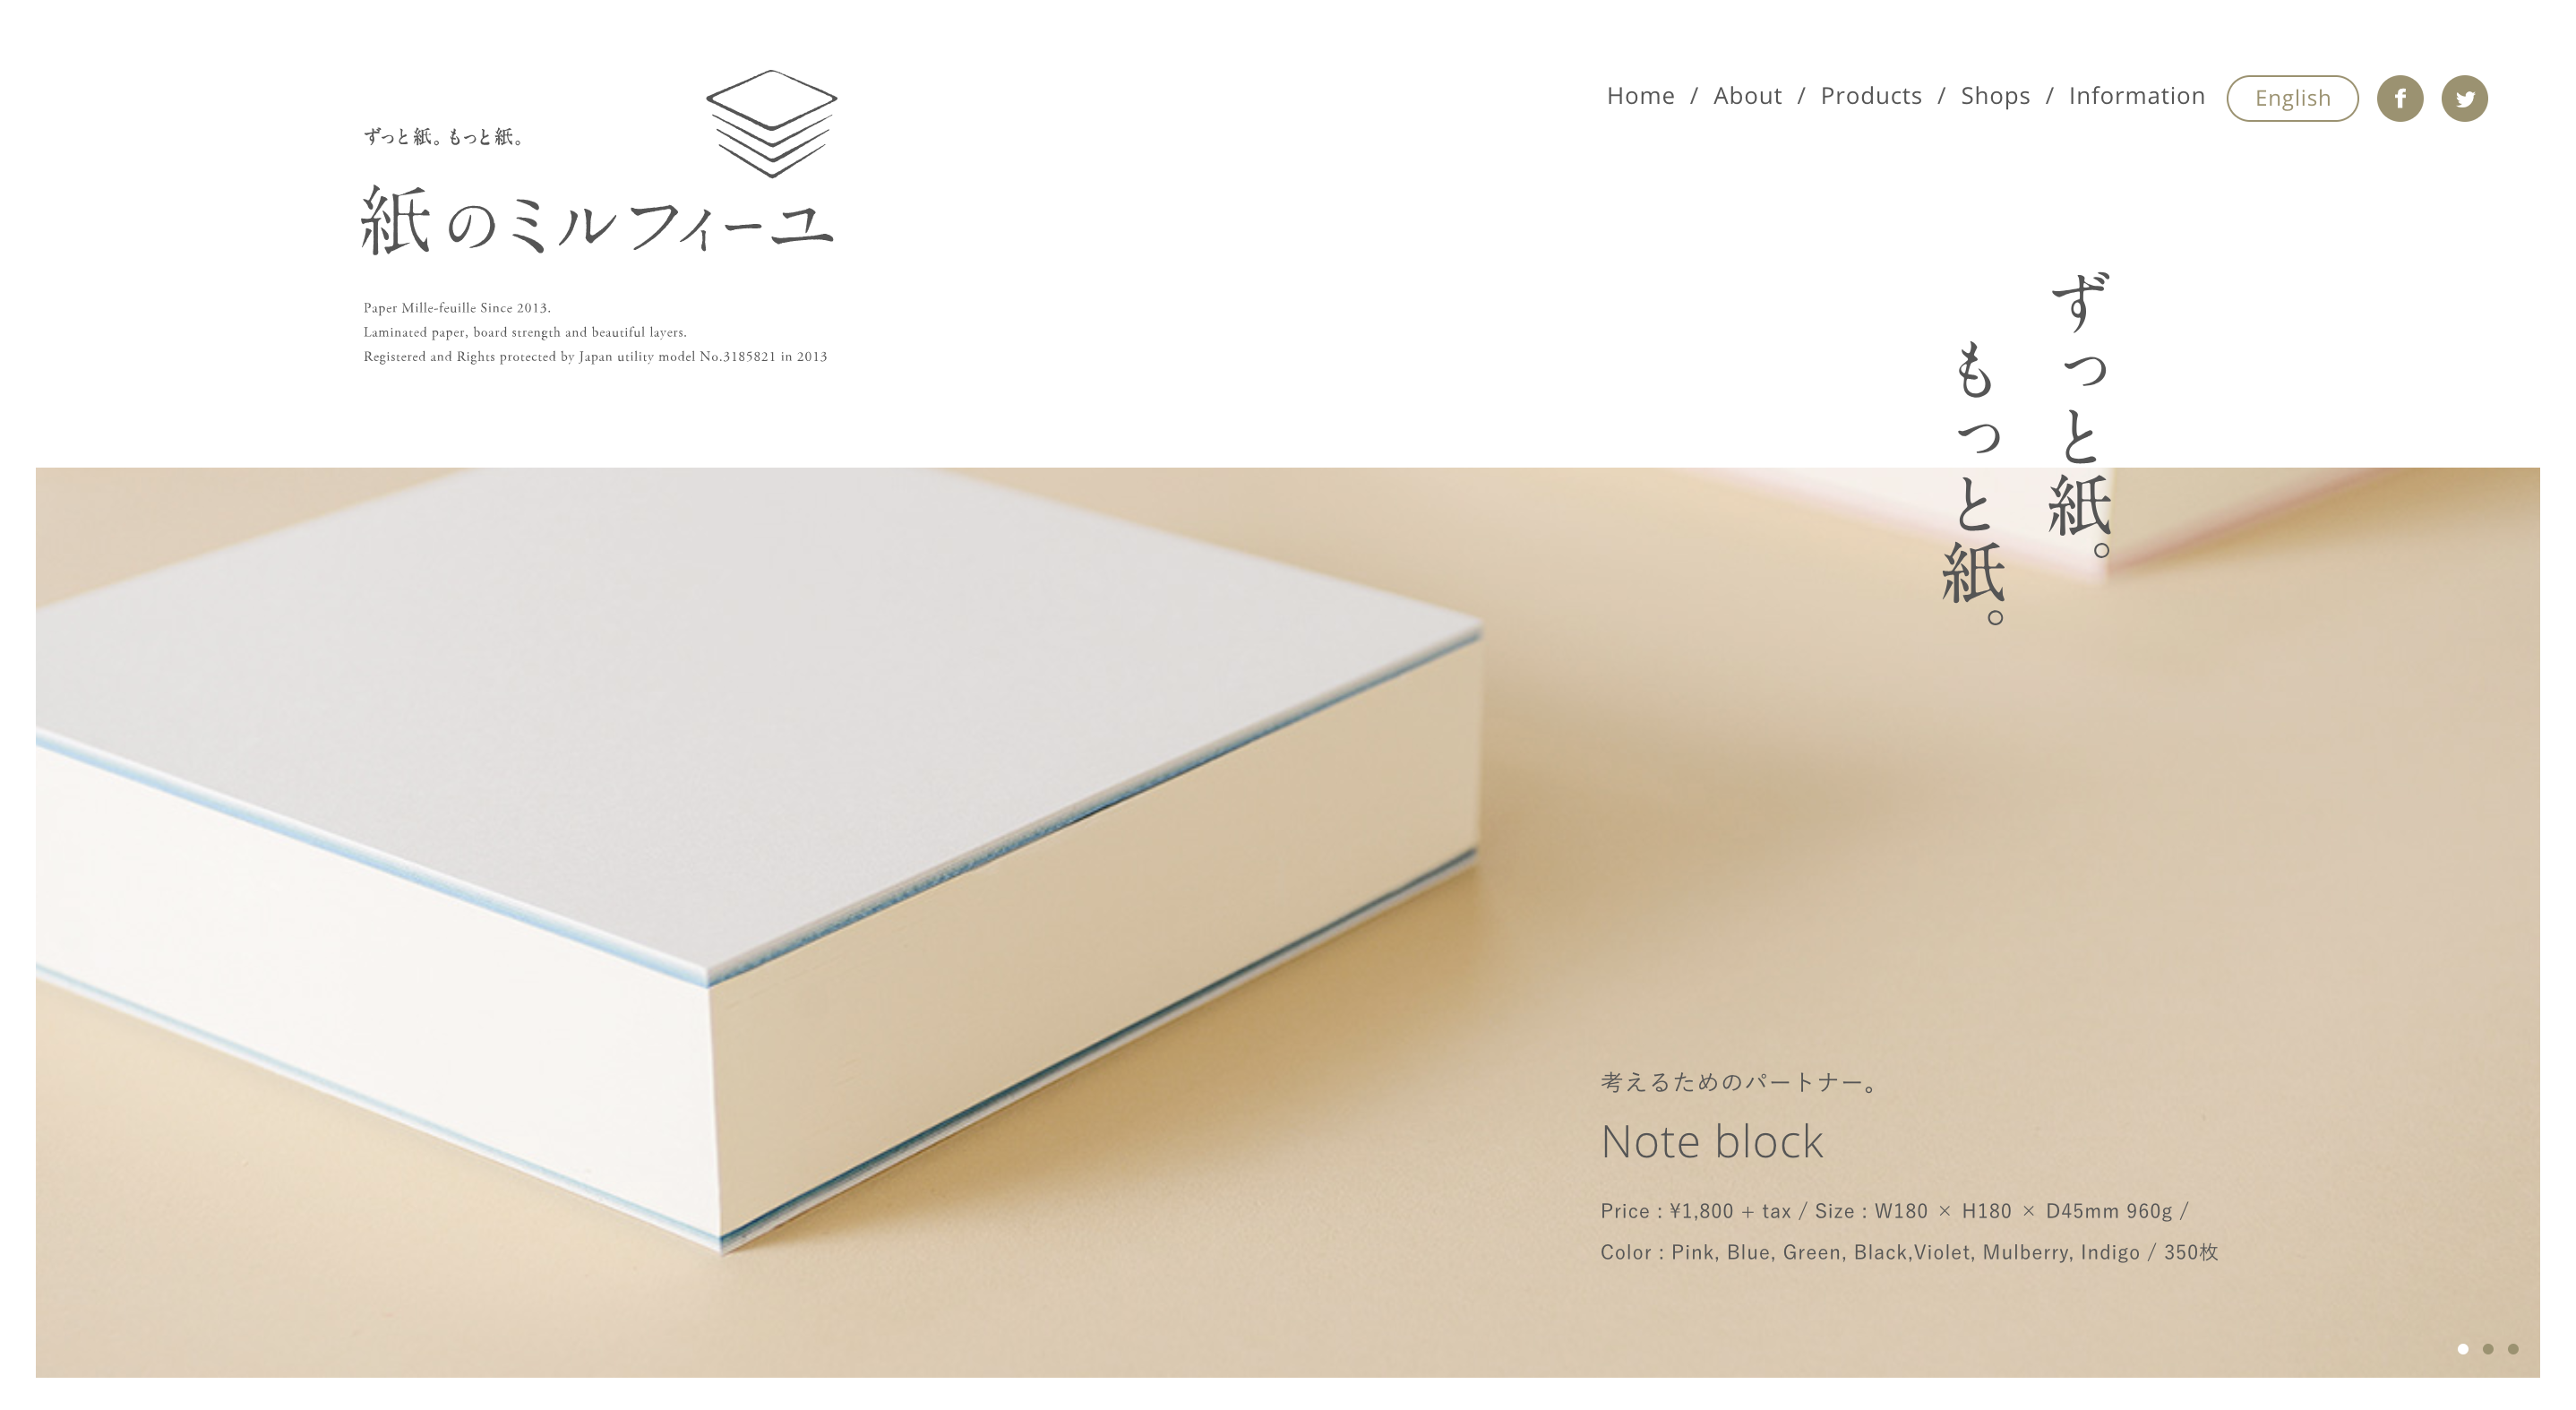 Home / About / Products / Shops / Information
English
ずっと紙。もっと紙。
紙のミルフィーユ
Paper Mille-feuille Since 2013.
Laminated paper, board strength and beautiful layers.
Registered and Rights protected by Japan utility model No.3185821 in 2013
ずっと紙。
もっと紙。
考えるためのパートナー。
Note block
Price : ¥1,800 + tax / Size : W180 × H180 × D45mm 960g /
Color : Pink, Blue, Green, Black,Violet, Mulberry, Indigo / 350枚